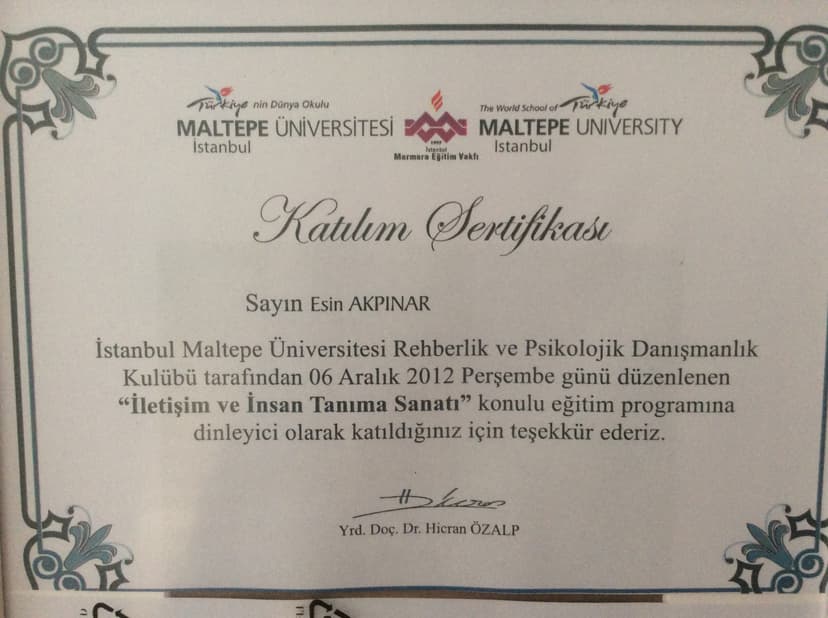 Türkiye nin Dünya Okulu
MALTEPE ÜNİVERSİTESİ
İstanbul
1997
İstanbul
Marmara Eğitim Vakfı
The World School of Türkiye
MALTEPE UNIVERSITY
İstanbul
Katılım Sertifikası
Sayın Esin AKPINAR
İstanbul Maltepe Üniversitesi Rehberlik ve Psikolojik Danışmanlık
Kulübü tarafından 06 Aralık 2012 Perşembe günü düzenlenen
“İletişim ve İnsan Tanıma Sanatı” konulu eğitim programına
dinleyici olarak katıldığınız için teşekkür ederiz.
Yrd. Doç. Dr. Hicran ÖZALP